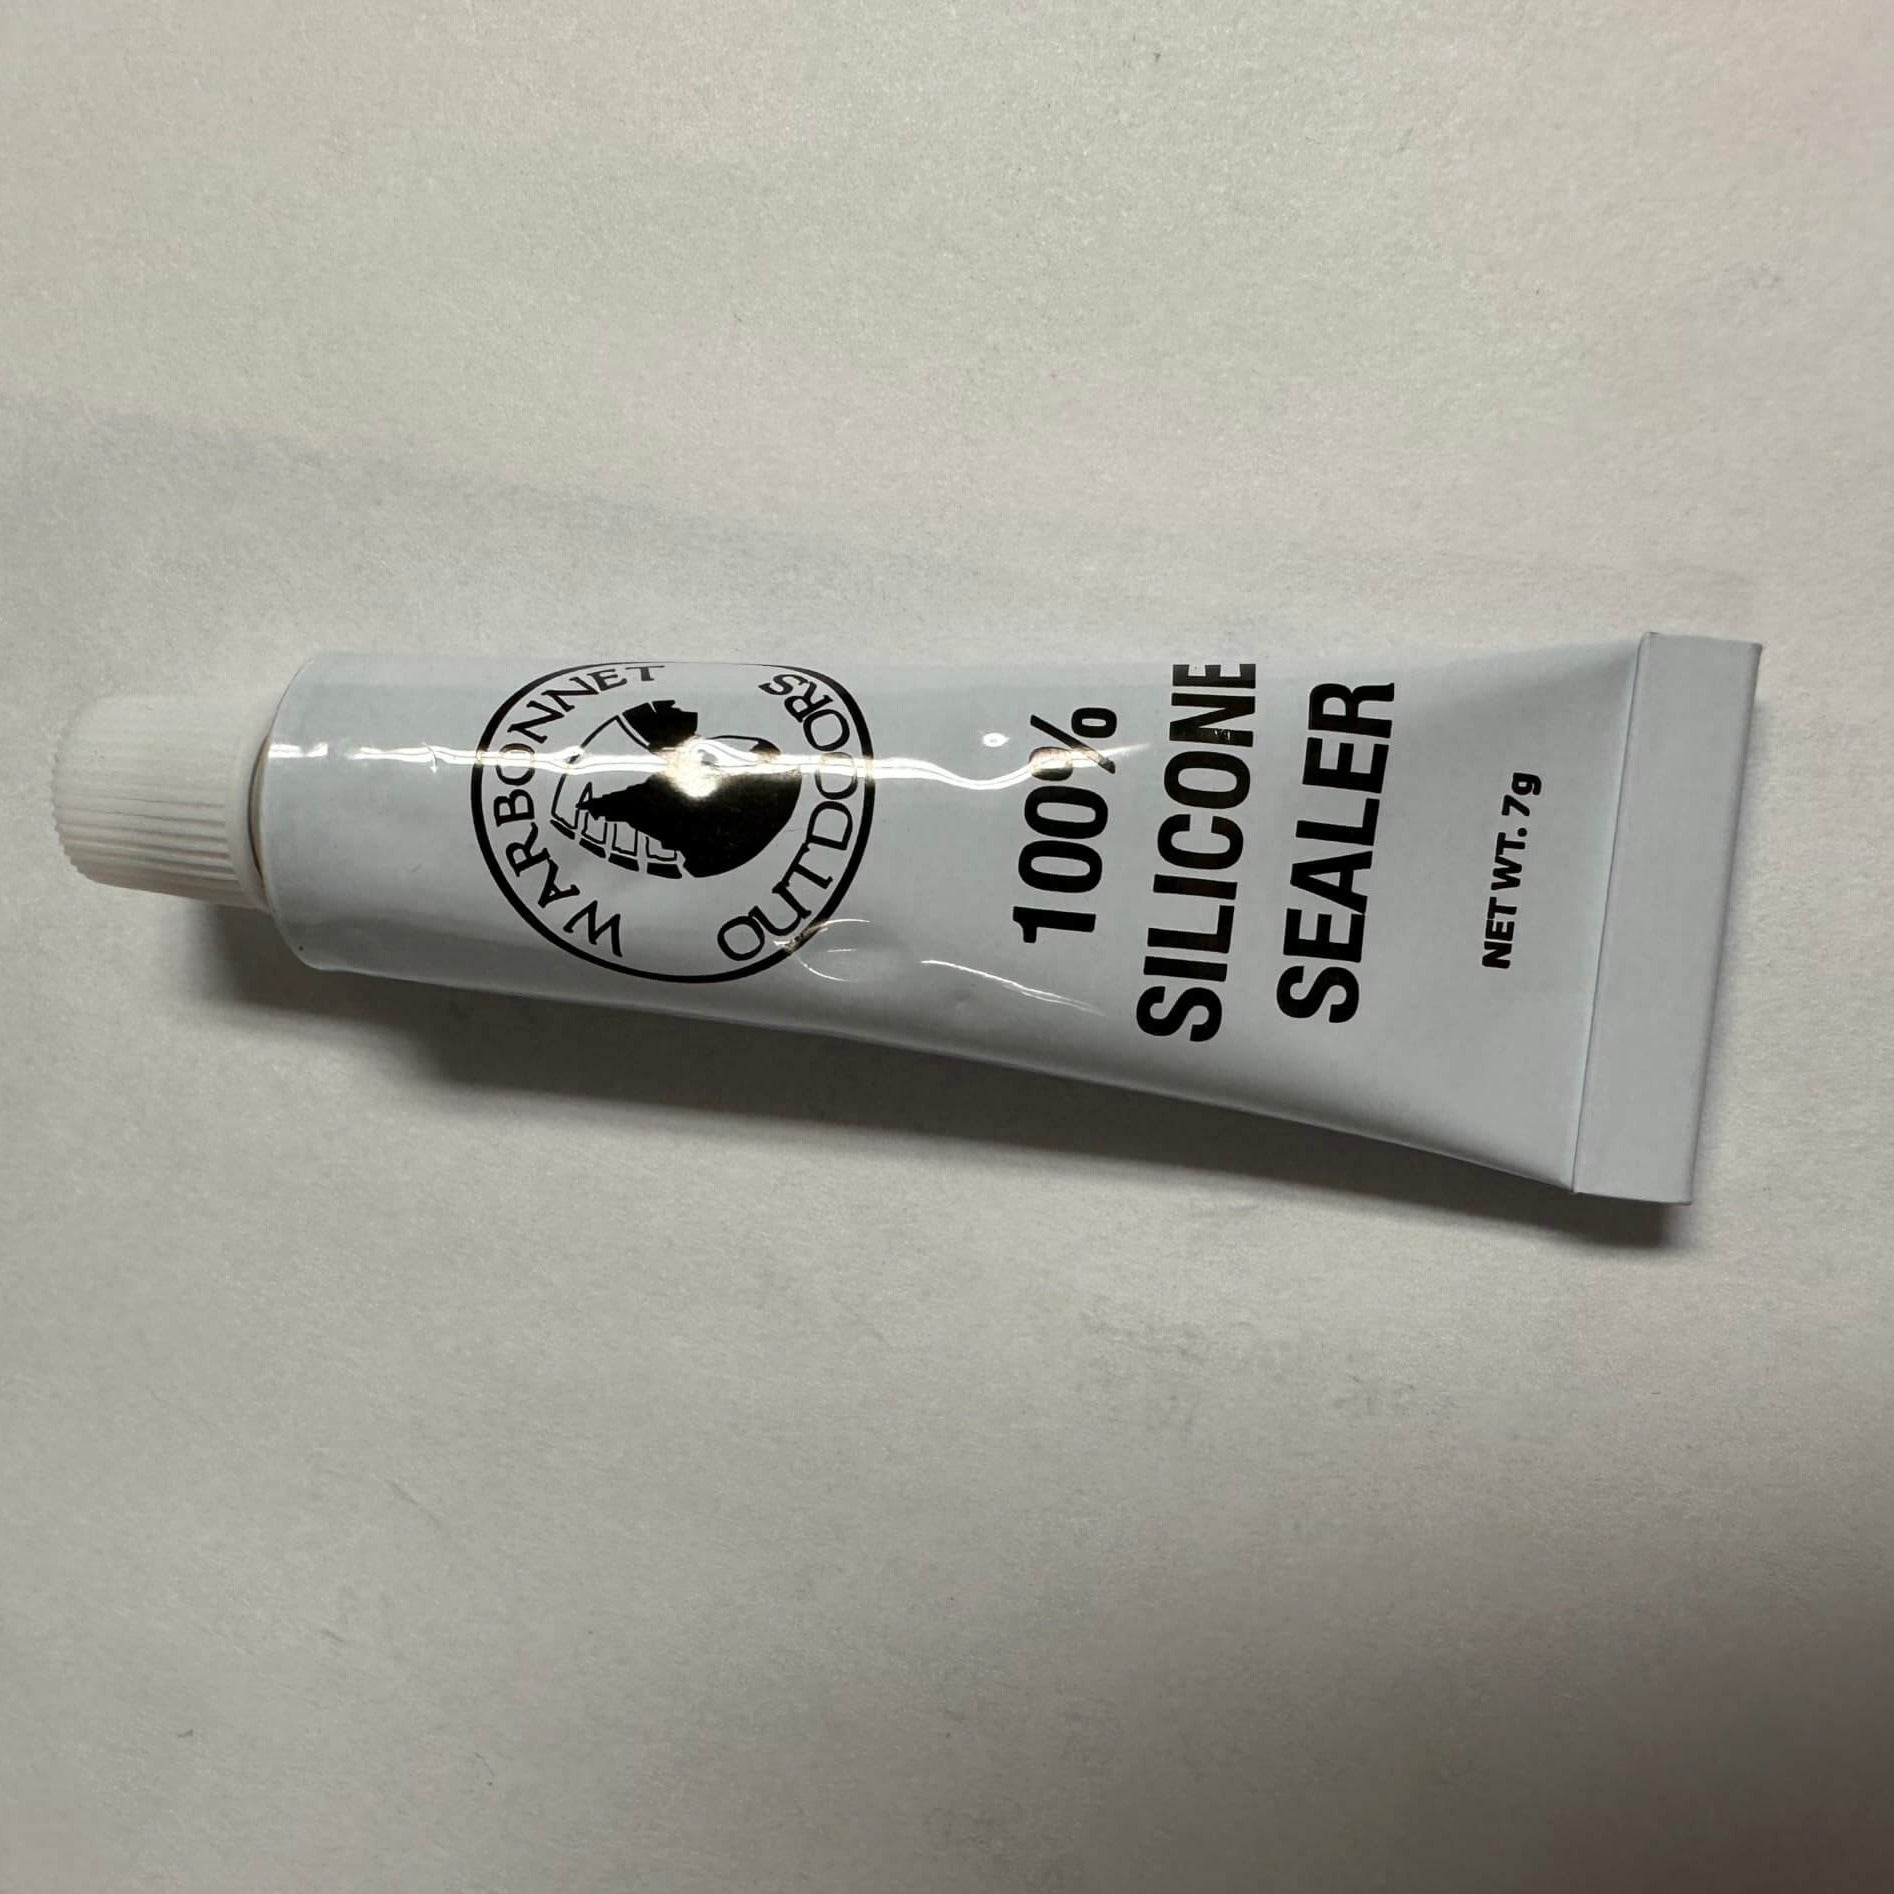 WARBONNET
OUTDOORS
100%
SILICONE
SEALER
NET WT. 7g